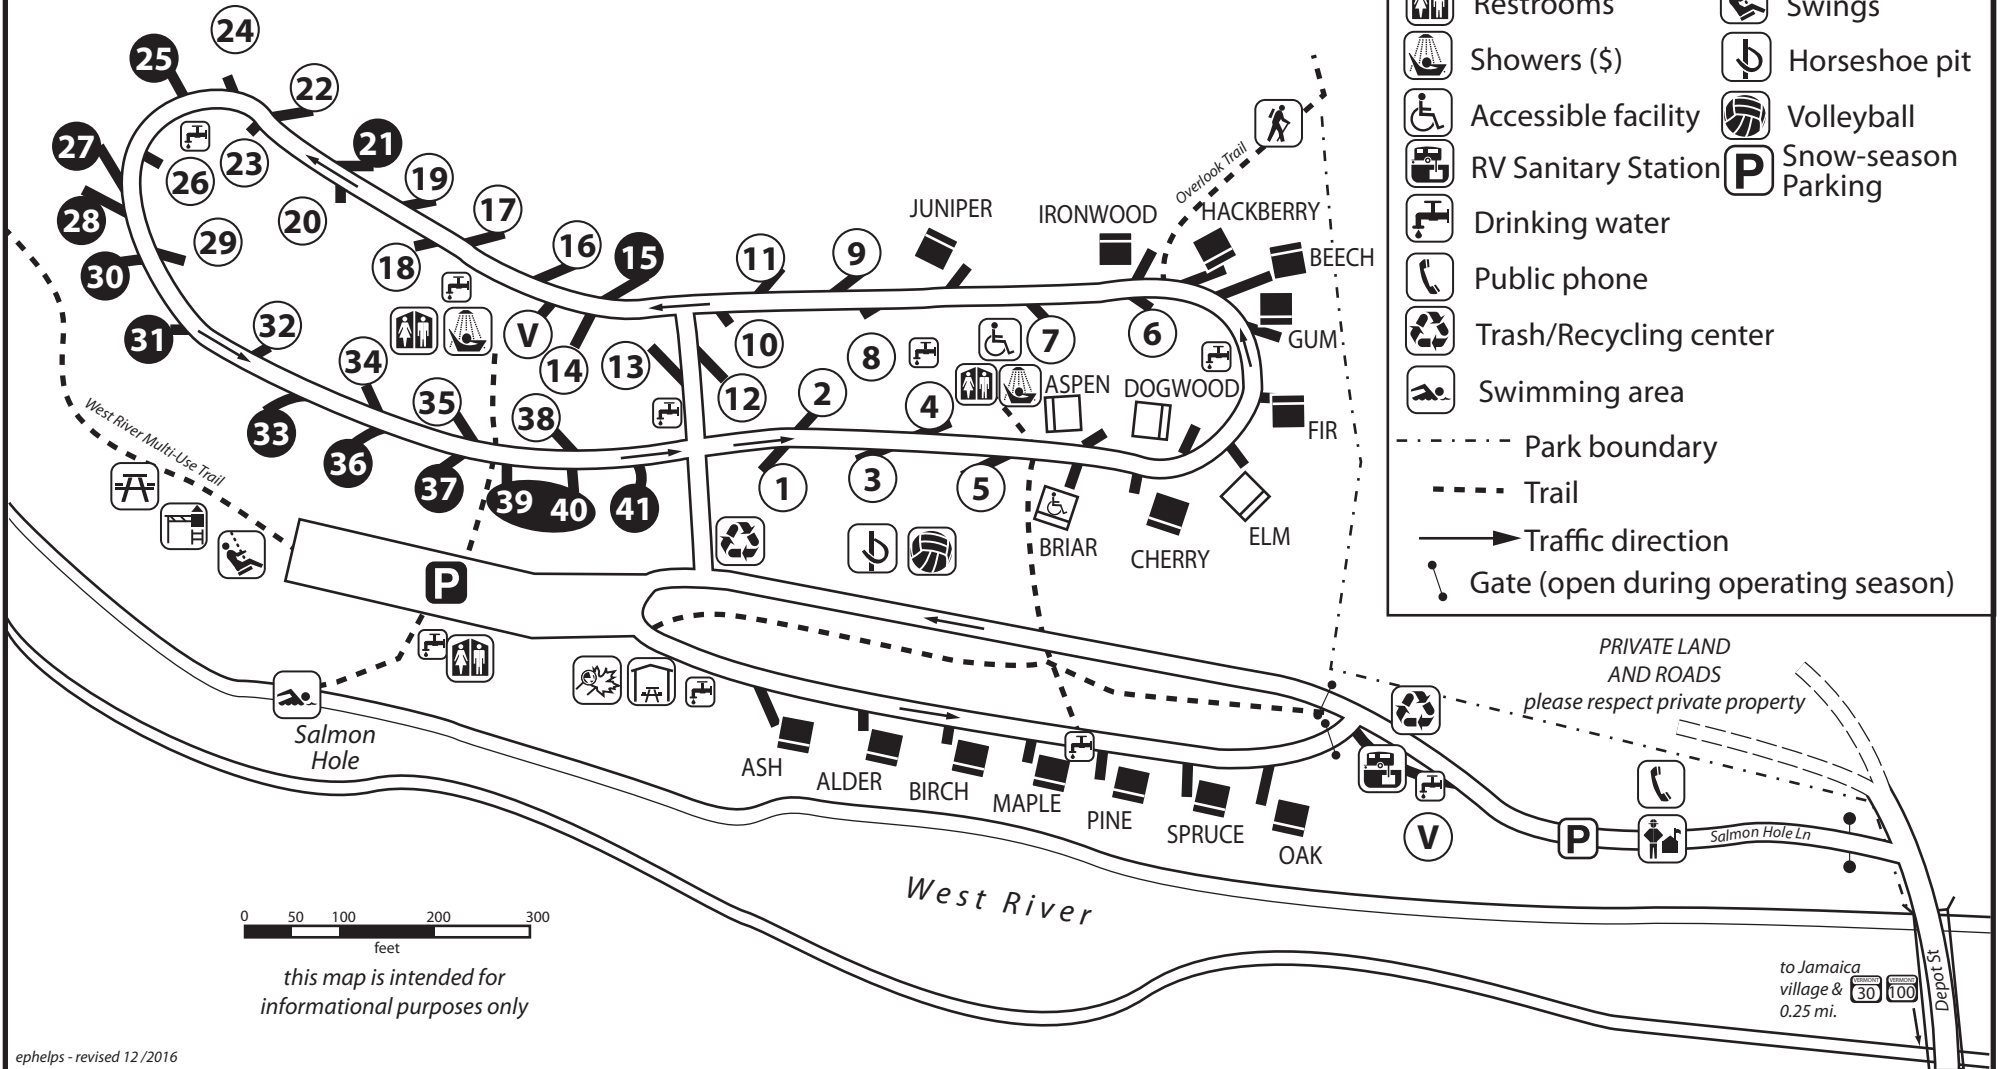 24
25
22
27
21
23
26
19
28
20
17
29
18
16
15
30
11
9
JUNIPER
IRONWOOD
HACKBERRY
BEECH
Overlook Trail
31
32
V
34
14
13
10
8
7
6
GUM
35
38
12
2
4
ASPEN
DOGWOOD
FIR
33
36
37
39
40
41
1
3
5
BRIAR
CHERRY
ELM
West River Multi-Use Trail
P
Restrooms
Swings
Showers ($)
Horseshoe pit
Accessible facility
Volleyball
RV Sanitary Station
P
Snow-season
Parking
Drinking water
Public phone
Trash/Recycling center
Swimming area
Park boundary
Trail
Traffic direction
Gate (open during operating season)
PRIVATE LAND
AND ROADS
please respect private property
Salmon
Hole
ASH
ALDER
BIRCH
MAPLE
PINE
SPRUCE
OAK
V
P
Salmon Hole Ln
West River
0 50 100 200 300
feet
this map is intended for
informational purposes only
to Jamaica
village &
0.25 mi.
VERMONT
30
VERMONT
100
Depot St
ephelps - revised 12 /2016